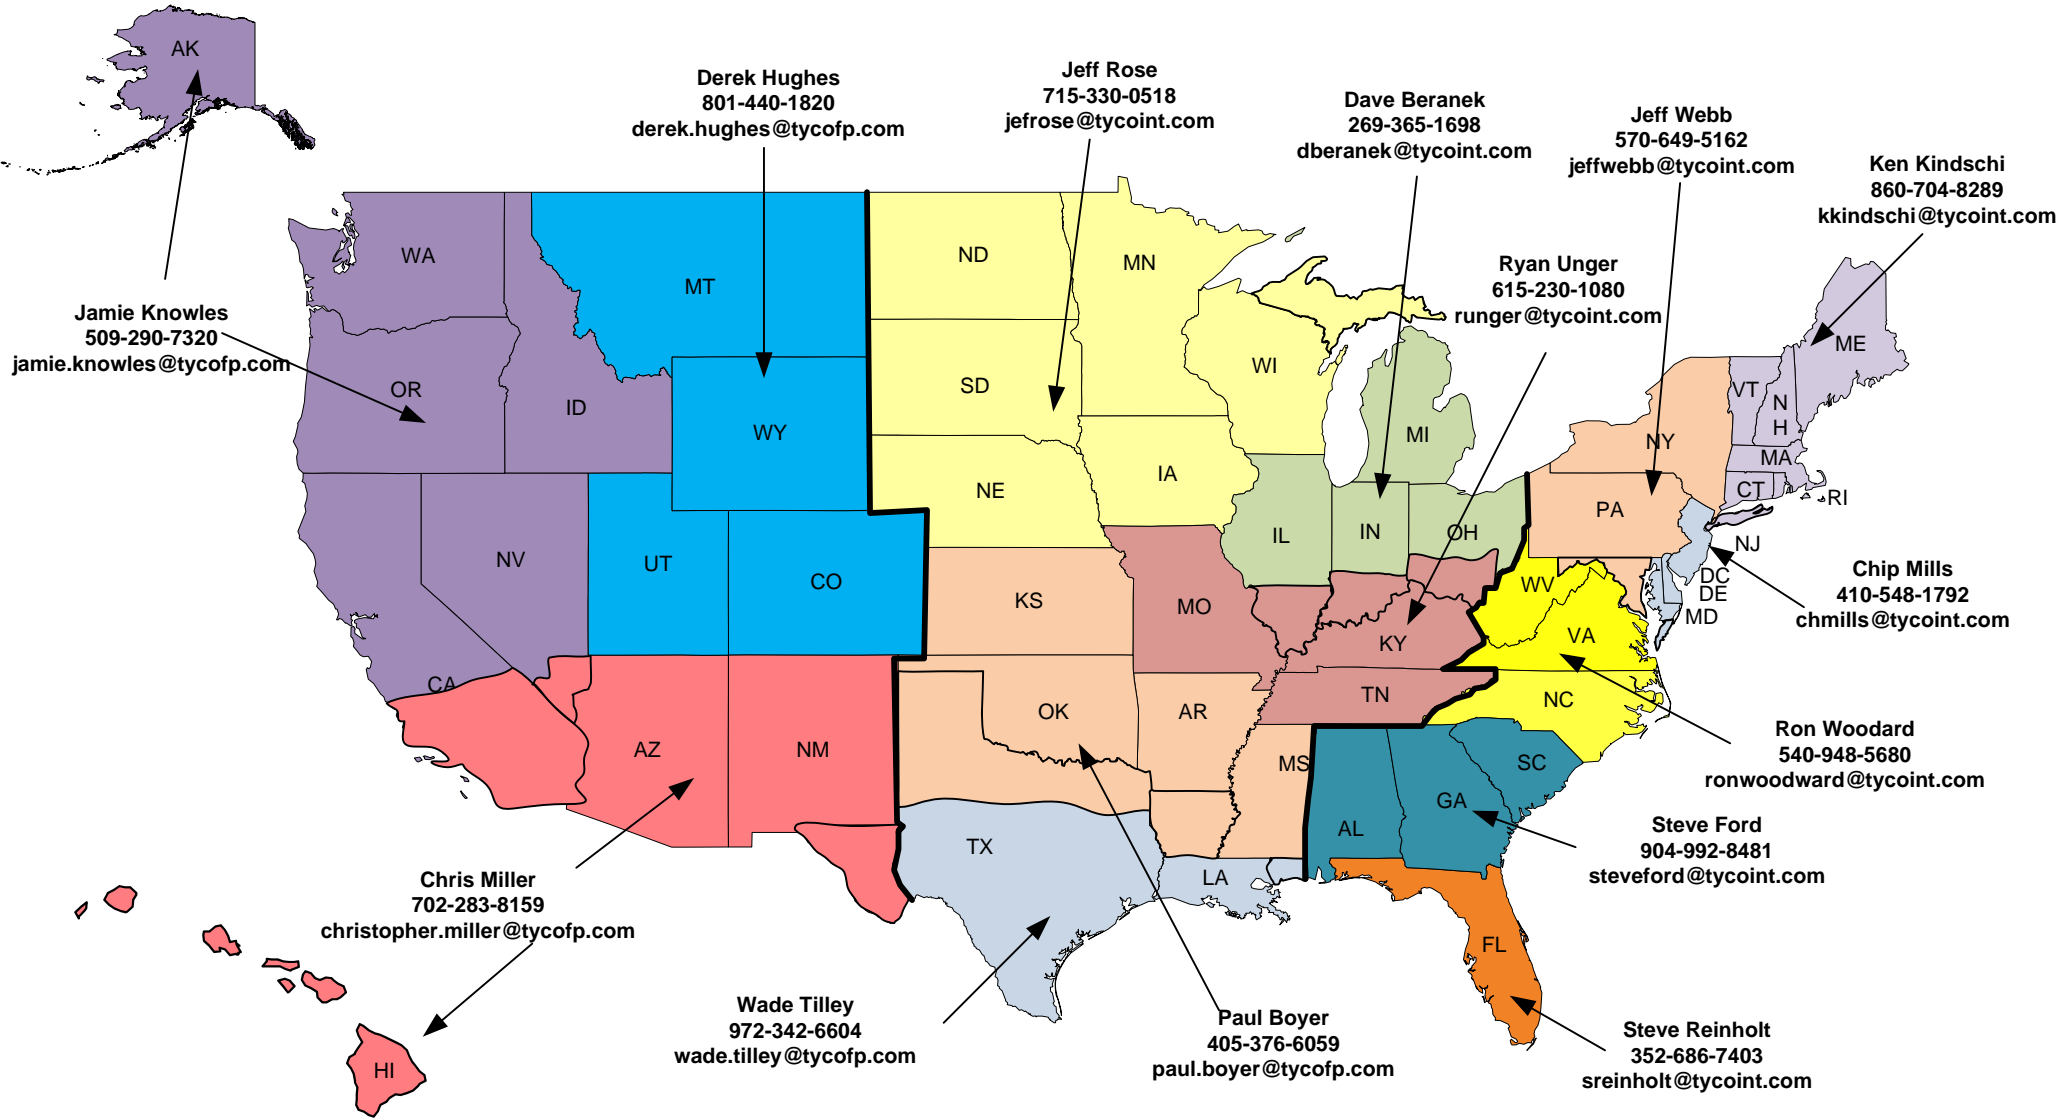 AK
Derek Hughes
801-440-1820
derek.hughes@tycofp.com
Jeff Rose
715-330-0518
jefrose@tycoint.com
Dave Beranek
269-365-1698
dberanek@tycoint.com
Jeff Webb
570-649-5162
jeffwebb@tycoint.com
Ken Kindschi
860-704-8289
kkindschi@tycoint.com
Ryan Unger
615-230-1080
runger@tycoint.com
Jamie Knowles
509-290-7320
jamie.knowles@tycofp.com
WA
MT
ND
MN
OR
ID
WY
SD
WI
MI
NY
VT
N
H
ME
MA
CT
RI
NE
IA
IL
IN
OH
PA
NJ
NV
UT
CO
KS
MO
KY
WV
VA
DC
DE
MD
Chip Mills
410-548-1792
chmills@tycoint.com
CA
AZ
NM
OK
AR
TN
NC
MS
AL
GA
SC
Ron Woodard
540-948-5680
ronwoodward@tycoint.com
Steve Ford
904-992-8481
steveford@tycoint.com
TX
LA
FL
Chris Miller
702-283-8159
christopher.miller@tycofp.com
HI
Wade Tilley
972-342-6604
wade.tilley@tycofp.com
Paul Boyer
405-376-6059
paul.boyer@tycofp.com
Steve Reinholt
352-686-7403
sreinholt@tycoint.com